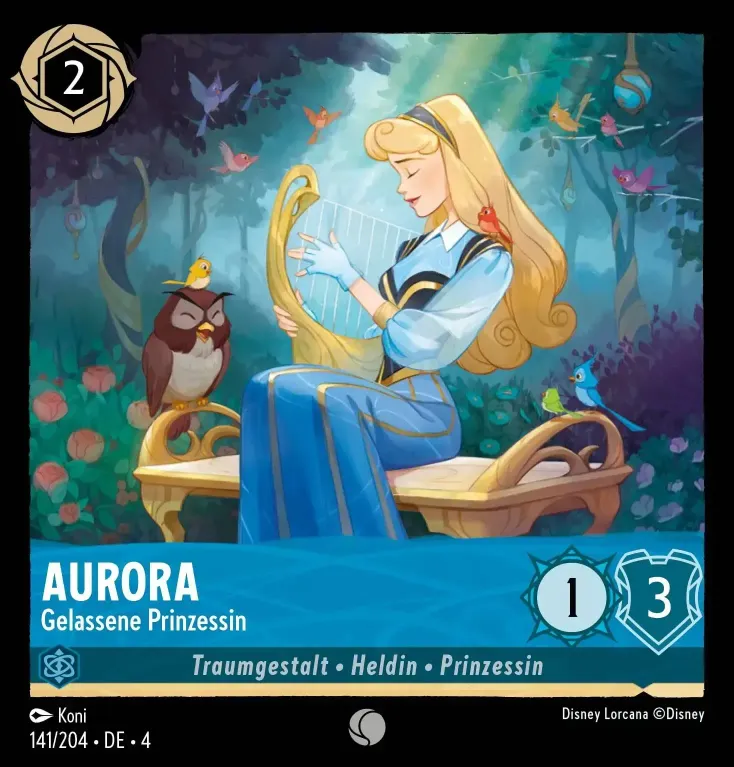 2
AURORA
Gelassene Prinzessin
1
3
Traumgestalt • Heldin • Prinzessin
Koni
Disney Lorcana ©Disney
141/204 • DE • 4